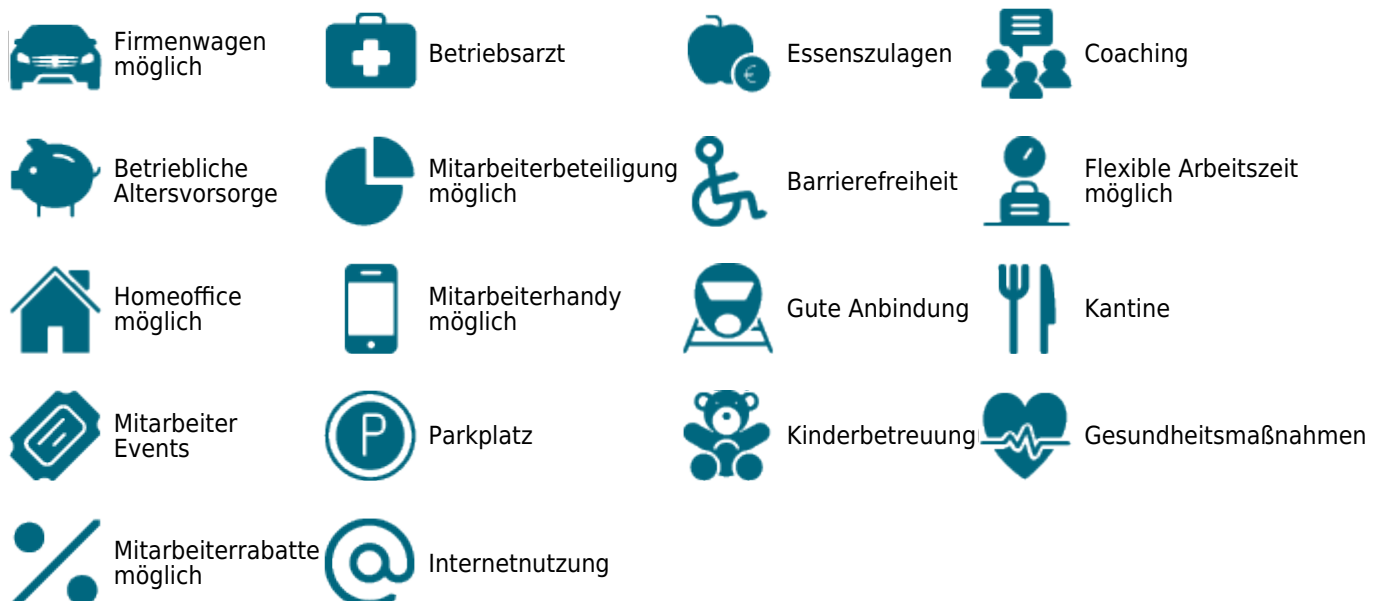 Firmenwagen
möglich
Betriebsarzt
Essenszulagen
€
Coaching
Betriebliche
Altersvorsorge
Mitarbeiterbeteiligung
möglich
Barrierefreiheit
Flexible Arbeitszeit
möglich
Homeoffice
möglich
Mitarbeiterhandy
möglich
Gute Anbindung
Kantine
Mitarbeiter
Events
P
Parkplatz
Kinderbetreuung
Gesundheitsmaßnahmen
%
Mitarbeiterrabatte
möglich
@
Internetnutzung